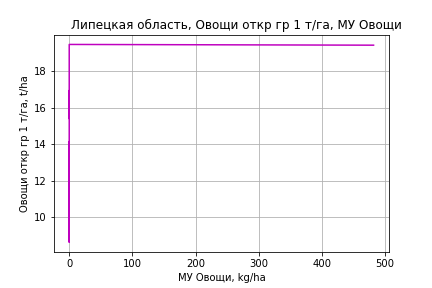 Липецкая область, Овощи откр гр 1 т/га, МУ Овощи
Овощи откр гр 1 т/га, t/ha
18
16
14
12
10
0 100 200 300 400 500
МУ Овощи, kg/ha